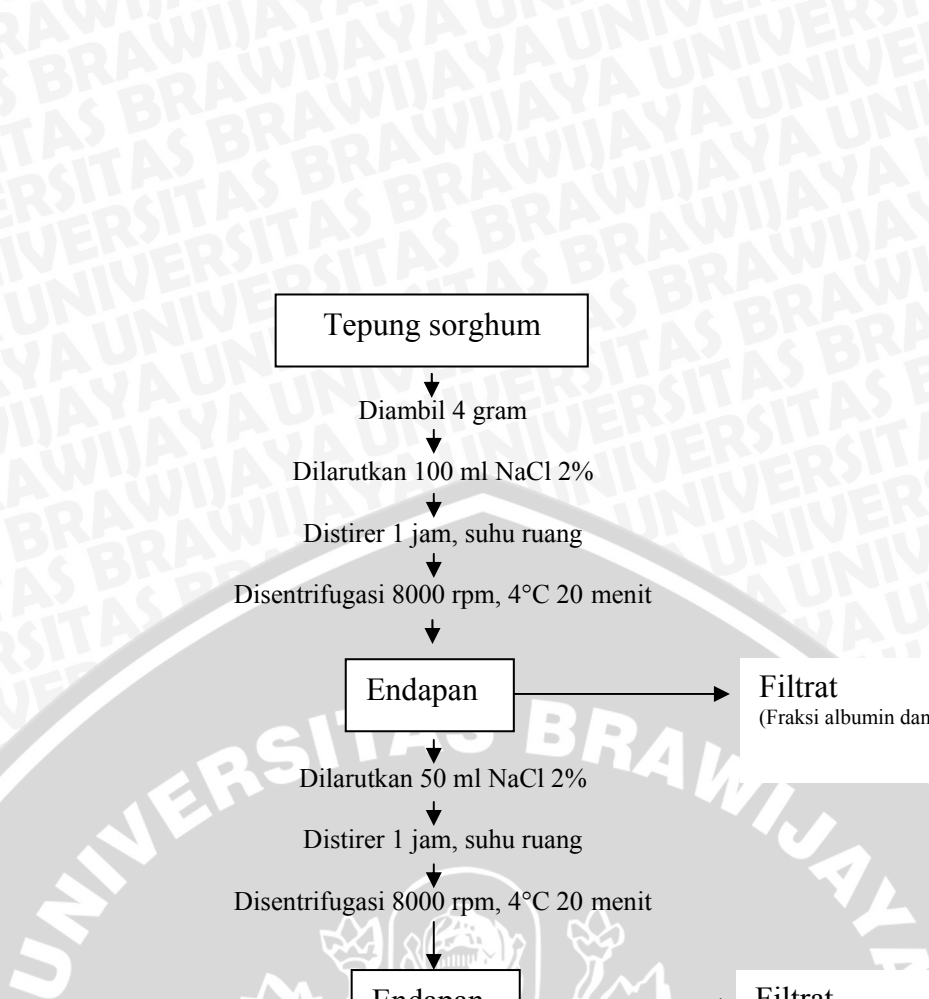 Tepung sorghum
Diambil 4 gram
Dilarutkan 100 ml NaCl 2%
Distirer 1 jam, suhu ruang
Disentrifugasi 8000 rpm, 4°C 20 menit
Endapan
Filtrat
(Fraksi albumin dan
Dilarutkan 50 ml NaCl 2%
Distirer 1 jam, suhu ruang
Disentrifugasi 8000 rpm, 4°C 20 menit
Endapan
Filtrat
UNIVERSITAS BRAWIJAYA